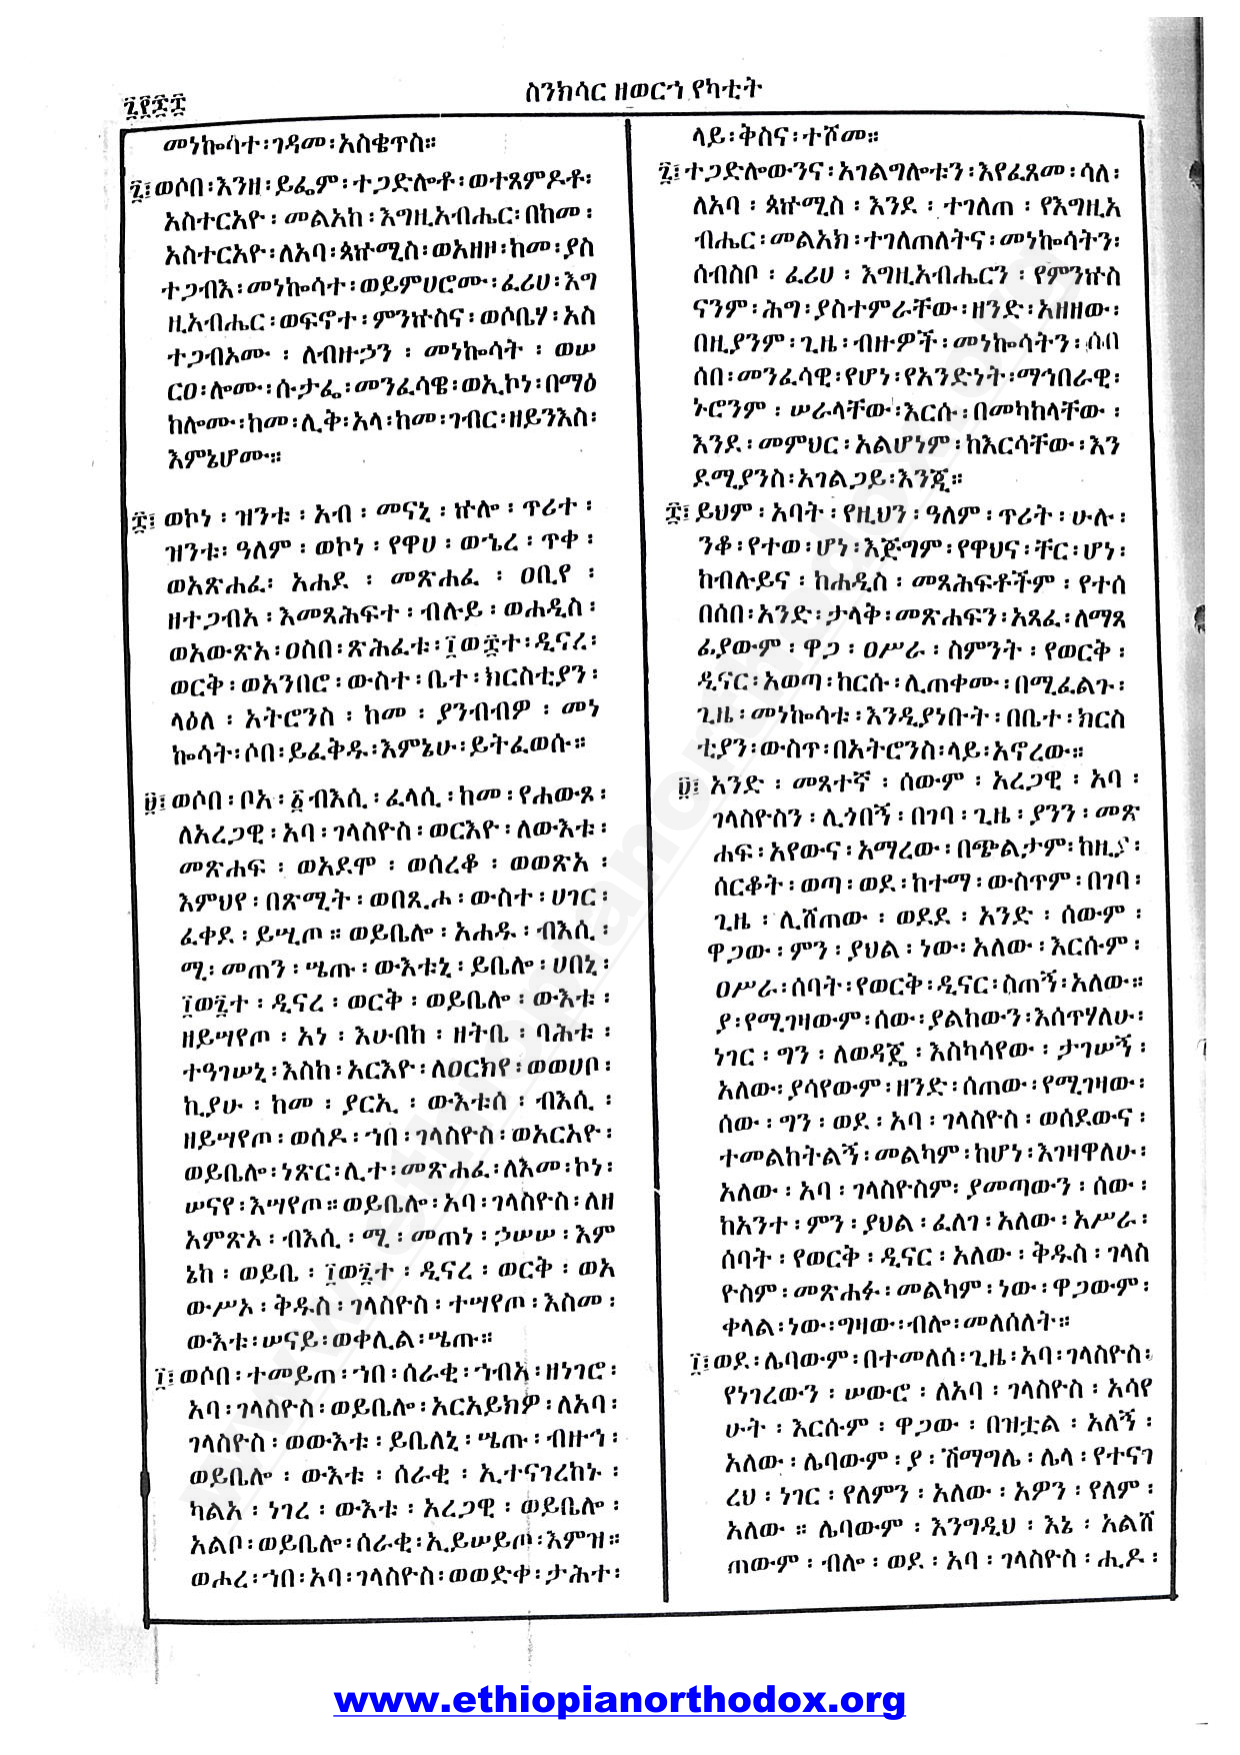 ፯፻፸፰
ስንክሳር ዘወርኀ የካቲት
መነኰሳተ፡ገዳመ፡አስቄጥስ።
፯፤ወሶበ፡እንዘ፡ይፌም፡ተጋድሎቶ፡ወተጸምዶቶ፡
አስተርአዮ፡መልአከ፡እግዚአብሔር፡በከመ፡
አስተርአዮ፡ለአባ፡ጳኵሚስ፡ወአዘዞ፡ከመ፡ያስ
ተጋብእ፡መነኰሳተ፡ወይምሀሮሙ፡ፈሪሀ፡እግ
ዚአብሔር፡ወፍኖተ፡ምንኵስና፡ወሶቤሃ፡አስ
ተጋብኦሙ፡ለብዙኃን፡መነኰሳት፡ወሠ
ርዐ፡ሎሙ፡ሱታፌ፡መንፈሳዌ፡ወኢኮነ፡በማዕ
ከሎሙ፡ከመ፡ሊቅ፡አላ፡ከመ፡ገብር፡ዘይንእስ፡
እምኔሆሙ።
፰፤ወኮነ፡ዝንቱ፡አብ፡መናኒ፡ኵሎ፡ጥሪተ፡
ዝንቱ፡ዓለም፡ወኮነ፡የዋሀ፡ወኄረ፡ጥቀ፡
ወአጽሐፈ፡አሐደ፡መጽሐፈ፡ዐቢየ፡
ዘተጋብአ፡እመጻሕፍተ፡ብሉይ፡ወሐዲስ፡
ወአውጽአ፡ዐስበ፡ጽሕፈቱ፡፲ወ፰ተ፡ዲናረ፡
ወርቅ፡ወአንበሮ፡ውስተ፡ቤተ፡ክርስቲያን፡
ላዕለ፡አትሮንስ፡ከመ፡ያንብብዎ፡መነ
ኰሳት፡ሶበ፡ይፈቅዱ፡እምኔሁ፡ይትፈወሱ።
፱፤ወሶበ፡ቦአ፡፩ብእሲ፡ፈላሲ፡ከመ፡የሐውጾ፡
ለአረጋዊ፡አባ፡ገላስዮስ፡ወርእዮ፡ለውእቱ፡
መጽሐፍ፡ወአደሞ፡ወሰረቆ፡ወወጽአ፡
እምህየ፡በጽሚት፡ወበጺሖ፡ውስተ፡ሀገር፡
ፈቀደ፡ይሢጦ።ወይቤሎ፡አሐዱ፡ብእሲ፡
ሚ፡መጠን፡ሤጡ፡ውእቱኒ፡ይቤሎ፡ሀበኒ፡
፲ወ፯ተ፡ዲናረ፡ወርቅ፡ወይቤሎ፡ውእቱ፡
ዘይሣየጦ፡አነ፡እሁበከ፡ዘትቤ፡ባሕቱ፡
ተዓገሠኒ፡እስከ፡አርእዮ፡ለዐርክየ፡ወወሀቦ፡
ኪያሁ፡ከመ፡ያርኢ፡ውእቱሰ፡ብእሲ፡
ዘይሣየጦ፡ወሰዶ፡ኀበ፡ገላስዮስ፡ወአርአዮ፡
ወይቤሎ፡ነጽር፡ሊተ፡መጽሐፈ፡ለእመ፡ኮነ፡
ሠናየ፡እሣየጦ።ወይቤሎ፡አባ፡ገላስዮስ፡ለዘ
አምጽኦ፡ብእሲ፡ሚ፡መጠነ፡ኃሠሠ፡እም
ኔከ፡ወይቤ፡፲ወ፯ተ፡ዲናረ፡ወርቅ፡ወአ
ውሥኦ፡ቅዱስ፡ገላስዮስ፡ተሣየጦ፡እስመ፡
ውእቱ፡ሠናይ፡ወቀሊል፡ሤጡ።
፲፤ወሶበ፡ተመይጠ፡ኀበ፡ሰራቂ፡ኀብአ፡ዘነገሮ፡
አባ፡ገላስዮስ፡ወይቤሎ፡አርአይክዎ፡ለአባ፡
ገላስዮስ፡ወውእቱ፡ይቤለኒ፡ሤጡ፡ብዙኀ፡
ወይቤሎ፡ውእቱ፡ሰራቂ፡ኢተናገረከኑ፡
ካልአ፡ነገረ፡ውእቱ፡አረጋዊ፡ወይቤሎ፡
አልቦ፡ወይቤሎ፡ሰራቂ፡ኢይሠይጦ፡እምዝ።
ወሖረ፡ኀበ፡አባ፡ገላስዮስ፡ወወድቀ፡ታሕተ፡
ላይ፡ቅስና፡ተሾመ።
፯፤ተጋድሎውንና፡አገልግሎቱን፡እየፈጸመ፡ሳለ፡
ለአባ፡ጳኵሚስ፡እንደ፡ተገለጠ፡የእግዚአ
ብሔር፡መልአክ፡ተገለጠለትና፡መነኰሳትን፡
ሰብስቦ፡ፈሪሀ፡እግዚአብሔርን፡የምንኵስ
ናንም፡ሕግ፡ያስተምራቸው፡ዘንድ፡አዘዘው፡
በዚያንም፡ጊዜ፡ብዙዎች፡መነኰሳትን፡ሰብ
ሰበ፡መንፈሳዊ፡የሆነ፡የአንድነት፡ማኅበራዊ፡
ኑሮንም፡ሠራላቸው፡እርሱ፡በመካከላቸው፡
እንደ፡መምህር፡አልሆነም፡ከእርሳቸው፡እን
ደሚያንስ፡አገልጋይ፡እንጂ።
፰፤ይህም፡አባት፡የዚህን፡ዓለም፡ጥሪት፡ሁሉ፡
ንቆ፡የተወ፡ሆነ፡እጅግም፡የዋህና፡ቸር፡ሆነ፡
ከብሉይና፡ከሐዲስ፡መጻሕፍቶችም፡የተሰ
በሰበ፡አንድ፡ታላቅ፡መጽሐፍን፡አጻፈ፡ለማጻ
ፊያውም፡ዋጋ፡ዐሥራ፡ስምንት፡የወርቅ፡
ዲናር፡አወጣ፡ከርሱ፡ሊጠቀሙ፡በሚፈልጉ፡
ጊዜ፡መነኰሳቱ፡እንዲያነቡት፡በቤተ፡ክርስ
ቲያን፡ውስጥ፡በአትሮንስ፡ላይ፡አኖረው።
፱፤አንድ፡መጻተኛ፡ሰውም፡አረጋዊ፡አባ፡
ገላስዮስን፡ሊጎበኝ፡በገባ፡ጊዜ፡ያንን፡መጽ
ሐፍ፡አየውና፡አማረው፡በጭልታም፡ከዚያ፡
ሰርቆት፡ወጣ፡ወደ፡ከተማ፡ውስጥም፡በገባ፡
ጊዜ፡ሊሸጠው፡ወደደ፡አንድ፡ሰውም፡
ዋጋው፡ምን፡ያህል፡ነው፡አለው፡እርሱም፡
ዐሥራ፡ሰባት፡የወርቅ፡ዲናር፡ስጠኝ፡አለው።
ያ፡የሚገዛውም፡ሰው፡ያልከውን፡እሰጥሃለሁ፡
ነገር፡ግን፡ለወዳጄ፡እስካሳየው፡ታገሠኝ፡
አለው፡ያሳየውም፡ዘንድ፡ሰጠው፡የሚገዛው፡
ሰው፡ግን፡ወደ፡አባ፡ገላስዮስ፡ወሰደውና፡
ተመልከትልኝ፡መልካም፡ከሆነ፡እገዛዋለሁ፡
አለው፡አባ፡ገላስዮስም፡ያመጣውን፡ሰው፡
ከአንተ፡ምን፡ያህል፡ፈለገ፡አለው፡አሥራ፡
ሰባት፡የወርቅ፡ዲናር፡አለው፡ቅዱስ፡ገላስ
ዮስም፡መጽሐፉ፡መልካም፡ነው፡ዋጋውም፡
ቀላል፡ነው፡ግዛው፡ብሎ፡መለሰለት።
፲፤ወደ፡ሌባውም፡በተመለሰ፡ጊዜ፡አባ፡ገላስዮስ፡
የነገረውን፡ሠውሮ፡ለአባ፡ገላስዮስ፡አሳየ
ሁት፡እርሱም፡ዋጋው፡በዝቷል፡አለኝ፡
አለው፡ሌባውም፡ያ፡ሽማግሌ፡ሌላ፡የተናገ
ረህ፡ነገር፡የለምን፡አለው፡አዎን፡የለም፡
አለው።ሌባውም፡እንግዲህ፡እኔ፡አልሸ
ጠውም፡ብሎ፡ወደ፡አባ፡ገላስዮስ፡ሒዶ፡
www.ethiopianorthodox.org
www.ethiopianorthodox.org